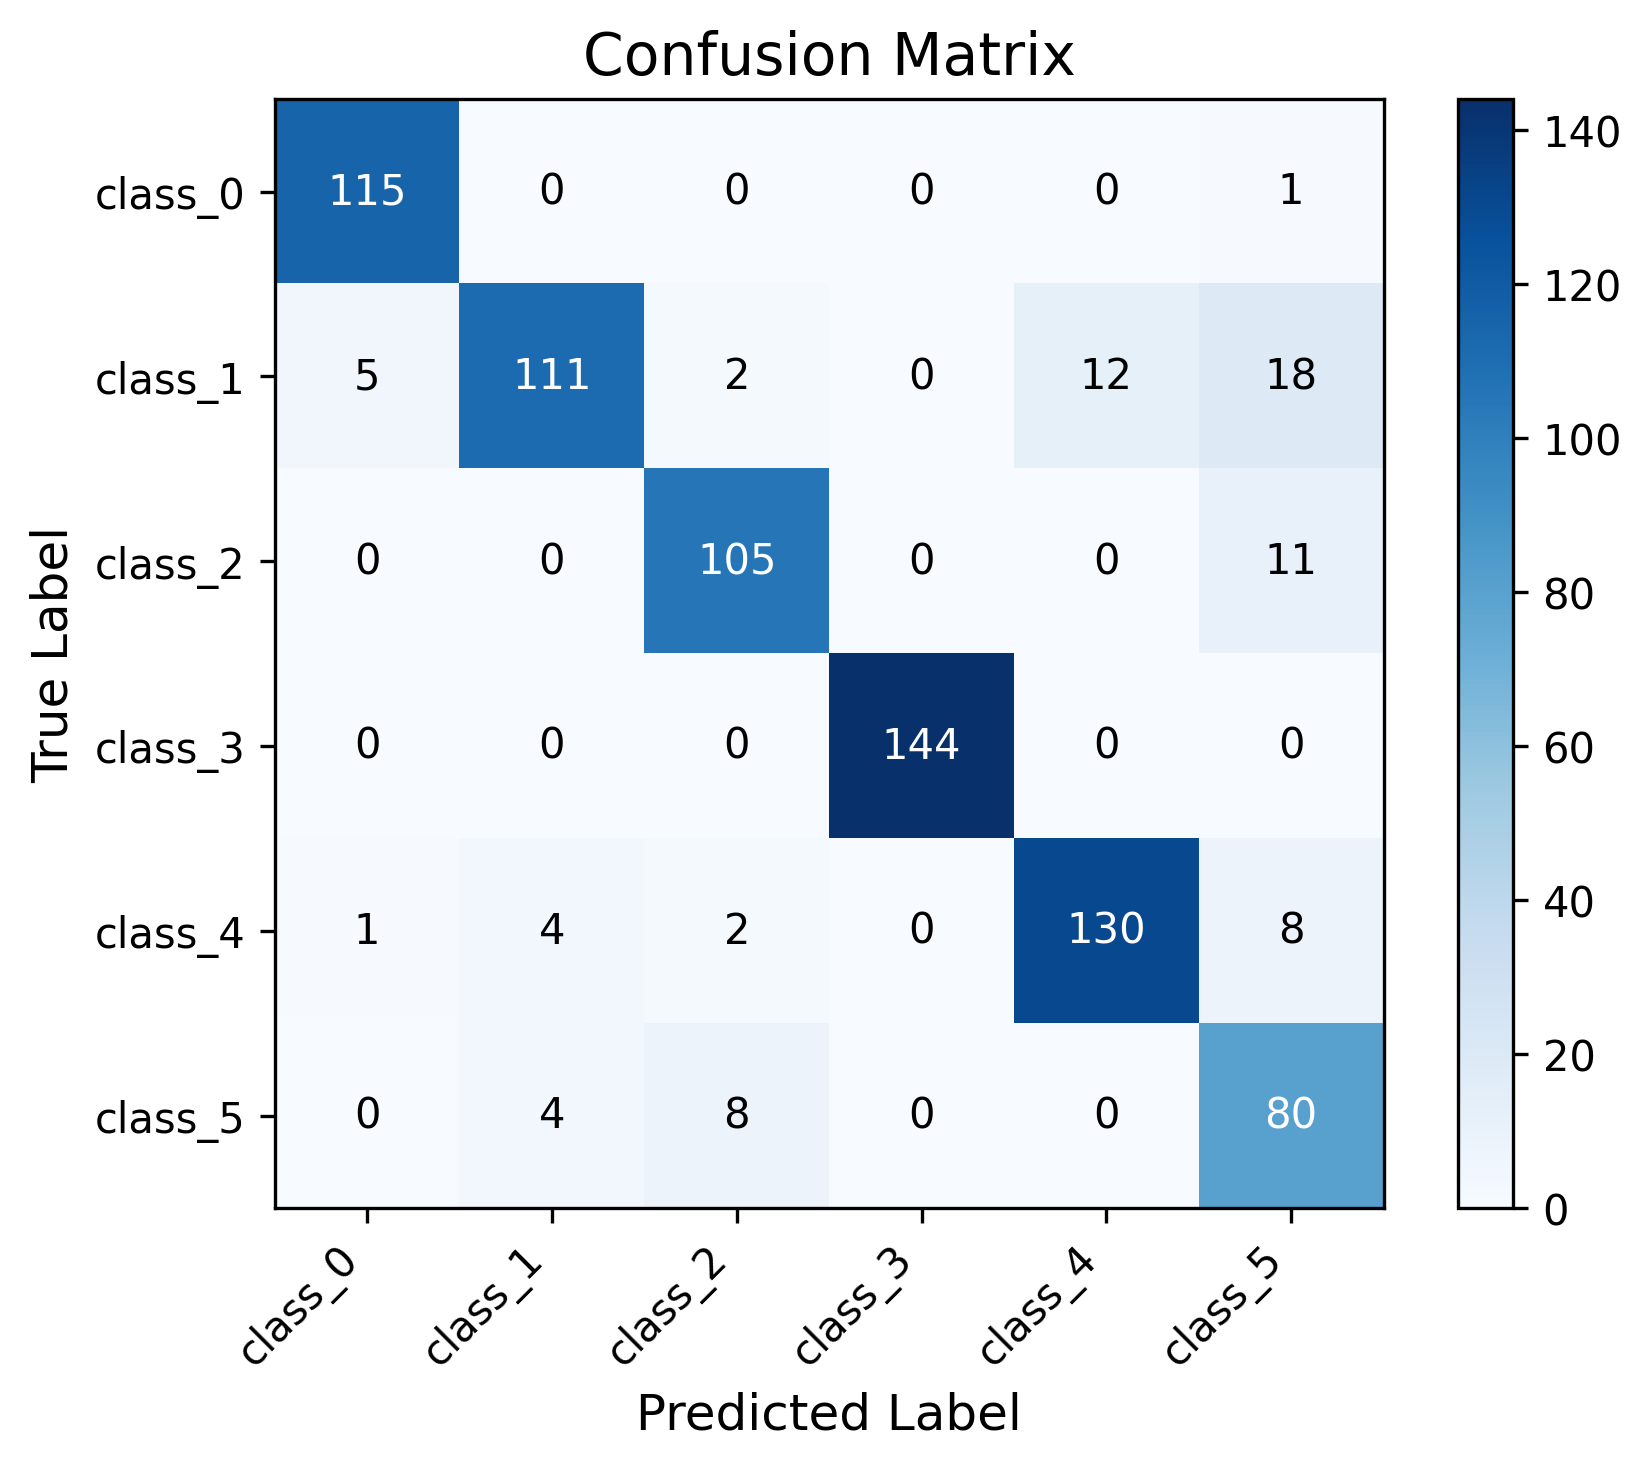 Confusion Matrix
True Label
class_0 115 0 0 0 0 1
class_1 5 111 2 0 12 18
class_2 0 0 105 0 0 11
class_3 0 0 0 144 0 0
class_4 1 4 2 0 130 8
class_5 0 4 8 0 0 80
class_0 class_1 class_2 class_3 class_4 class_5
Predicted Label
140
120
100
80
60
40
20
0